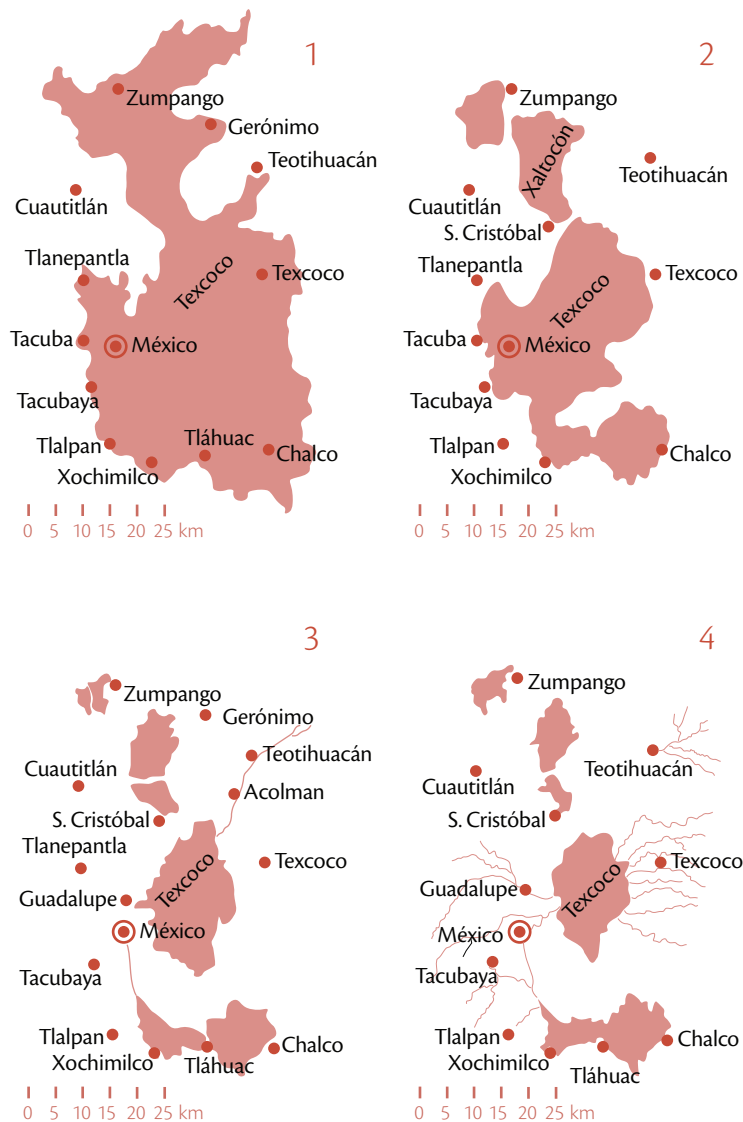 1
Zumpango
Gerónimo
Teotihuacán
Cuautitlán
Tlanepantla
Texcoco
Texcoco
Tacuba
México
Tacubaya
Tlalpan
Tláhuac
Chalco
Xochimilco
0 5 10 15 20 25 km
2
Zumpango
Xaltocón
Teotihuacán
Cuautitlán
S. Cristóbal
Tlanepantla
Texcoco
Texcoco
Tacuba
México
Tacubaya
Tlalpan
Chalco
Xochimilco
0 5 10 15 20 25 km
3
Zumpango
Gerónimo
Teotihuacán
Cuautitlán
Acolman
S. Cristóbal
Tlanepantla
Texcoco
Texcoco
Guadalupe
México
Tacubaya
Tlalpan
Chalco
Xochimilco
Tláhuac
0 5 10 15 20 25 km
4
Zumpango
Teotihuacán
Cuautitlán
S. Cristóbal
Texcoco
Texcoco
Guadalupe
México
Tacubaya
Tlalpan
Chalco
Xochimilco
Tláhuac
0 5 10 15 20 25 km